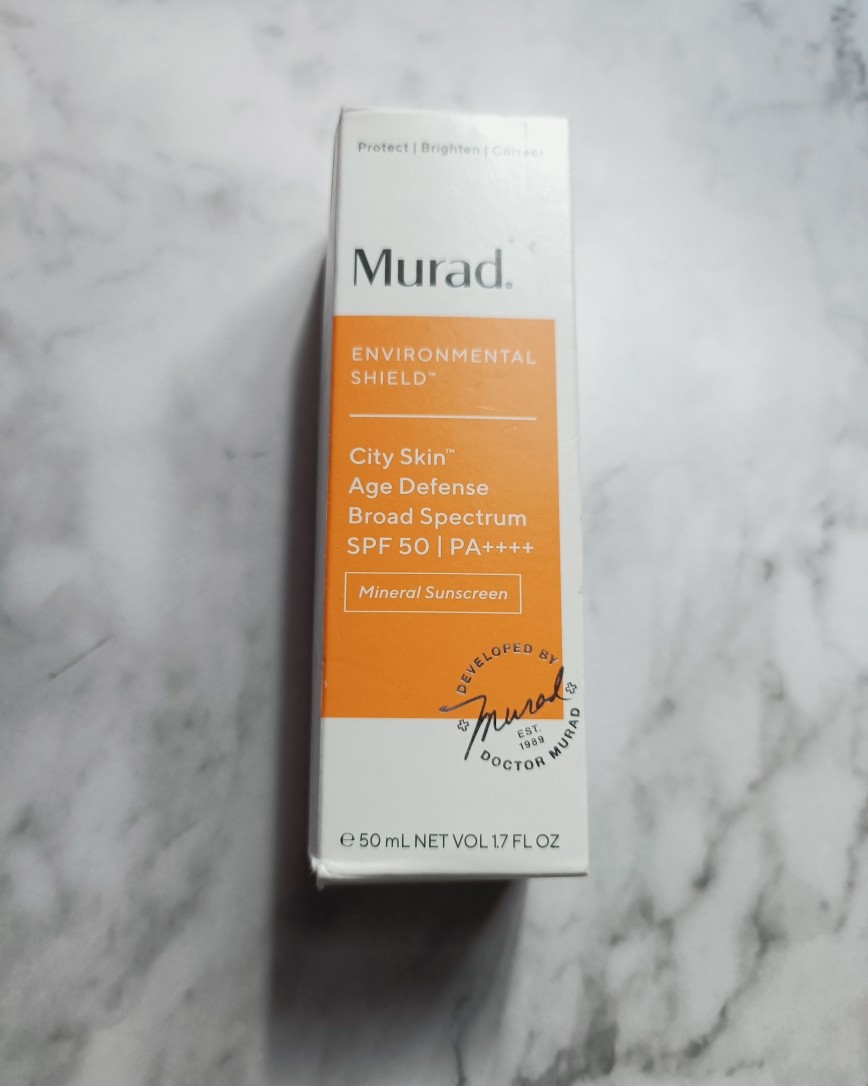 Protect | Brighten | Correct
Murad®
ENVIRONMENTAL
SHIELD™
City Skin™
Age Defense
Broad Spectrum
SPF 50 | PA++++
Mineral Sunscreen
DEVELOPED BY
Murad
EST.
1989
DOCTOR MURAD
℮ 50 mL NET VOL 1.7 FL OZ